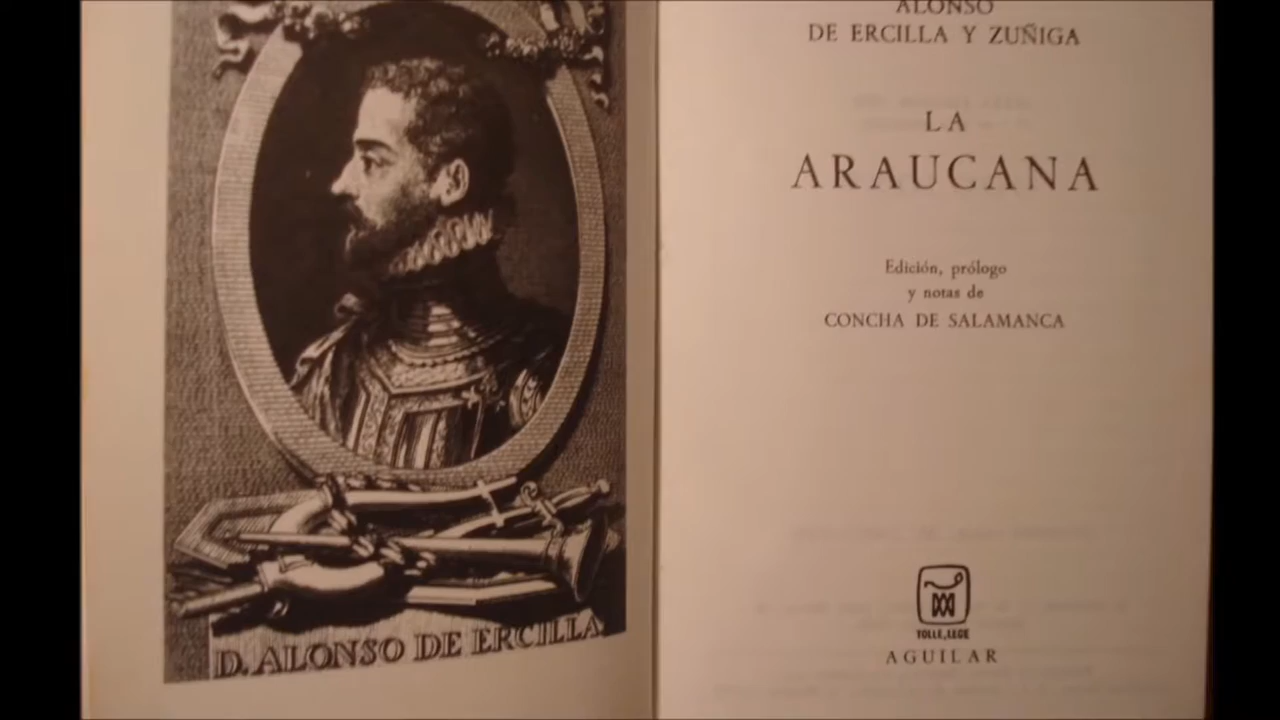 D. ALONSO DE ERCILLA
ALONSO
DE ERCILLA Y ZUÑIGA
LA
ARAUCANA
Edición, prólogo
y notas de
CONCHA DE SALAMANCA
TOLLE, LEGE
AGUILAR